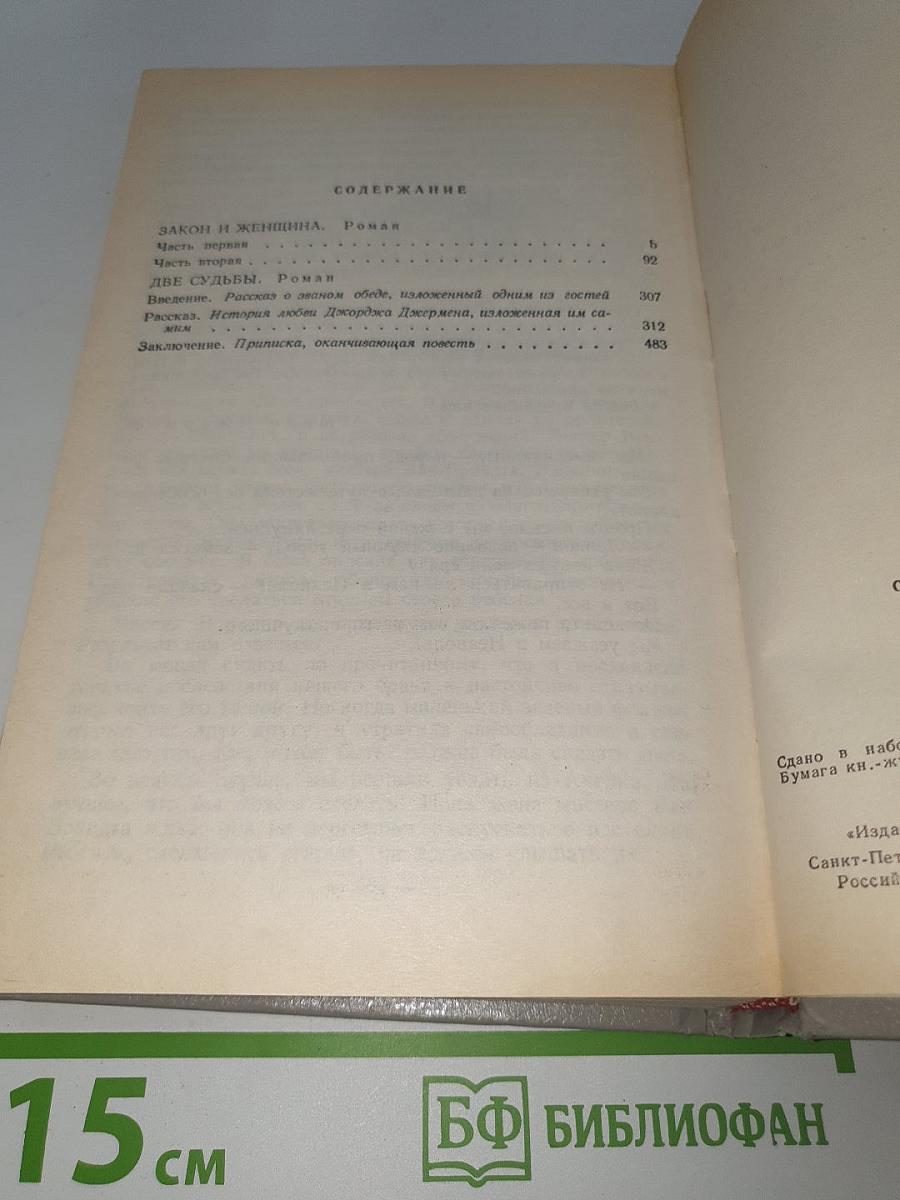 СОДЕРЖАНИЕ
ЗАКОН И ЖЕНЩИНА. Роман
Часть первая . . . . . . . . . . . . . . . . . . . . . . . . . 5
Часть вторая . . . . . . . . . . . . . . . . . . . . . . . . . 92
ДВЕ СУДЬБЫ. Роман
Введение. Рассказ о званом обеде, изложенный одним из гостей 307
Рассказ. История любви Джорджа Джермена, изложенная им са-
мим . . . . . . . . . . . . . . . . . . . . . . . . . . . 312
Заключение. Приписка, оканчивающая повесть . . . . . . . . . 483
Сдано в набо
Бумага кн.-ж
«Изда
Санкт-Пет
Россий
15 см
БФ БИБЛИОФАН